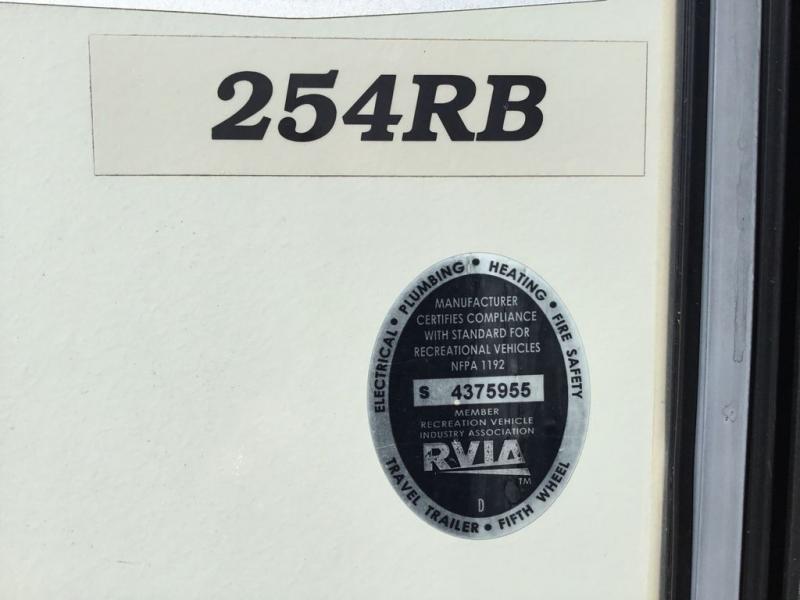 254RB
ELECTRICAL • PLUMBING • HEATING • FIRE SAFETY
MANUFACTURER
CERTIFIES COMPLIANCE
WITH STANDARD FOR
RECREATIONAL VEHICLES
NFPA 1192
S 4375955
MEMBER
RECREATION VEHICLE
INDUSTRY ASSOCIATION
RVIA
TM
D
TRAVEL TRAILER • FIFTH WHEEL